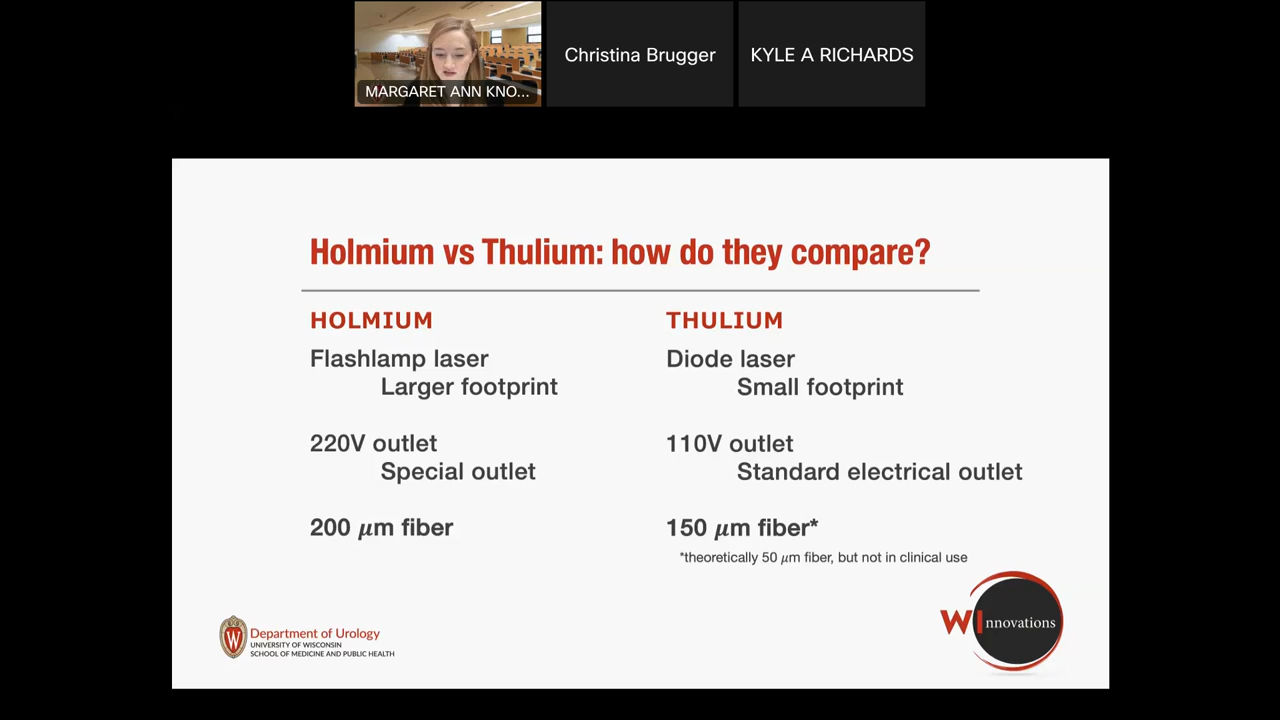 MARGARET ANN KNO...
Christina Brugger
KYLE A RICHARDS
Holmium vs Thulium: how do they compare?
HOLMIUM
Flashlamp laser
Larger footprint
220V outlet
Special outlet
200 μm fiber
THULIUM
Diode laser
Small footprint
110V outlet
Standard electrical outlet
150 μm fiber*
*theoretically 50 μm fiber, but not in clinical use
W
Department of Urology
UNIVERSITY OF WISCONSIN
SCHOOL OF MEDICINE AND PUBLIC HEALTH
WInnovations